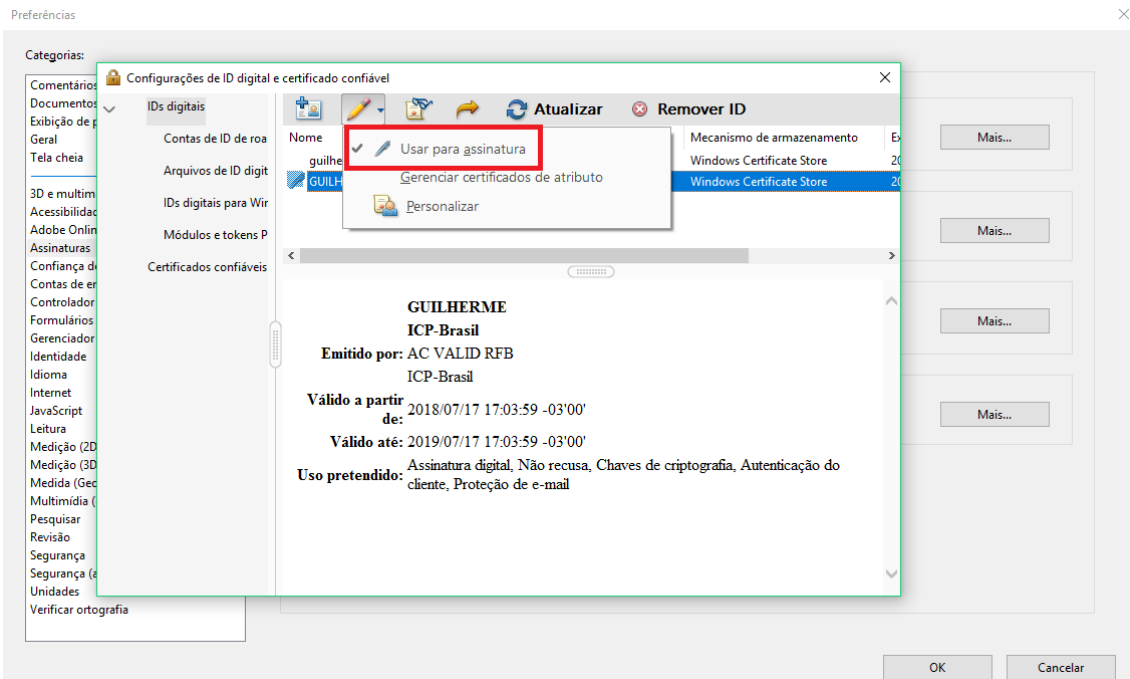 Preferências
Categorias:
Comentários
Documentos
Exibição de p
Geral
Tela cheia
3D e multim
Acessibilidad
Adobe Onlin
Assinaturas
Confiança d
Contas de er
Controlador
Formulários
Gerenciador
Identidade
Idioma
Internet
JavaScript
Leitura
Medição (2D
Medição (3D
Medida (Geo
Multimídia (
Pesquisar
Revisão
Segurança
Segurança (a
Unidades
Verificar ortografia
Configurações de ID digital e certificado confiável
IDs digitais
Contas de ID de roa
Arquivos de ID digit
IDs digitais para Wir
Módulos e tokens P
Certificados confiáveis
Atualizar Remover ID
Nome Mecanismo de armazenamento Ex
guilhe Windows Certificate Store 20
GUILH Windows Certificate Store 20
Usar para assinatura
Gerenciar certificados de atributo
Personalizar
GUILHERME
ICP-Brasil
Emitido por: AC VALID RFB
ICP-Brasil
Válido a partir
de: 2018/07/17 17:03:59 -03'00'
Válido até: 2019/07/17 17:03:59 -03'00'
Uso pretendido: Assinatura digital, Não recusa, Chaves de criptografia, Autenticação do
cliente, Proteção de e-mail
Mais...
Mais...
Mais...
Mais...
OK Cancelar